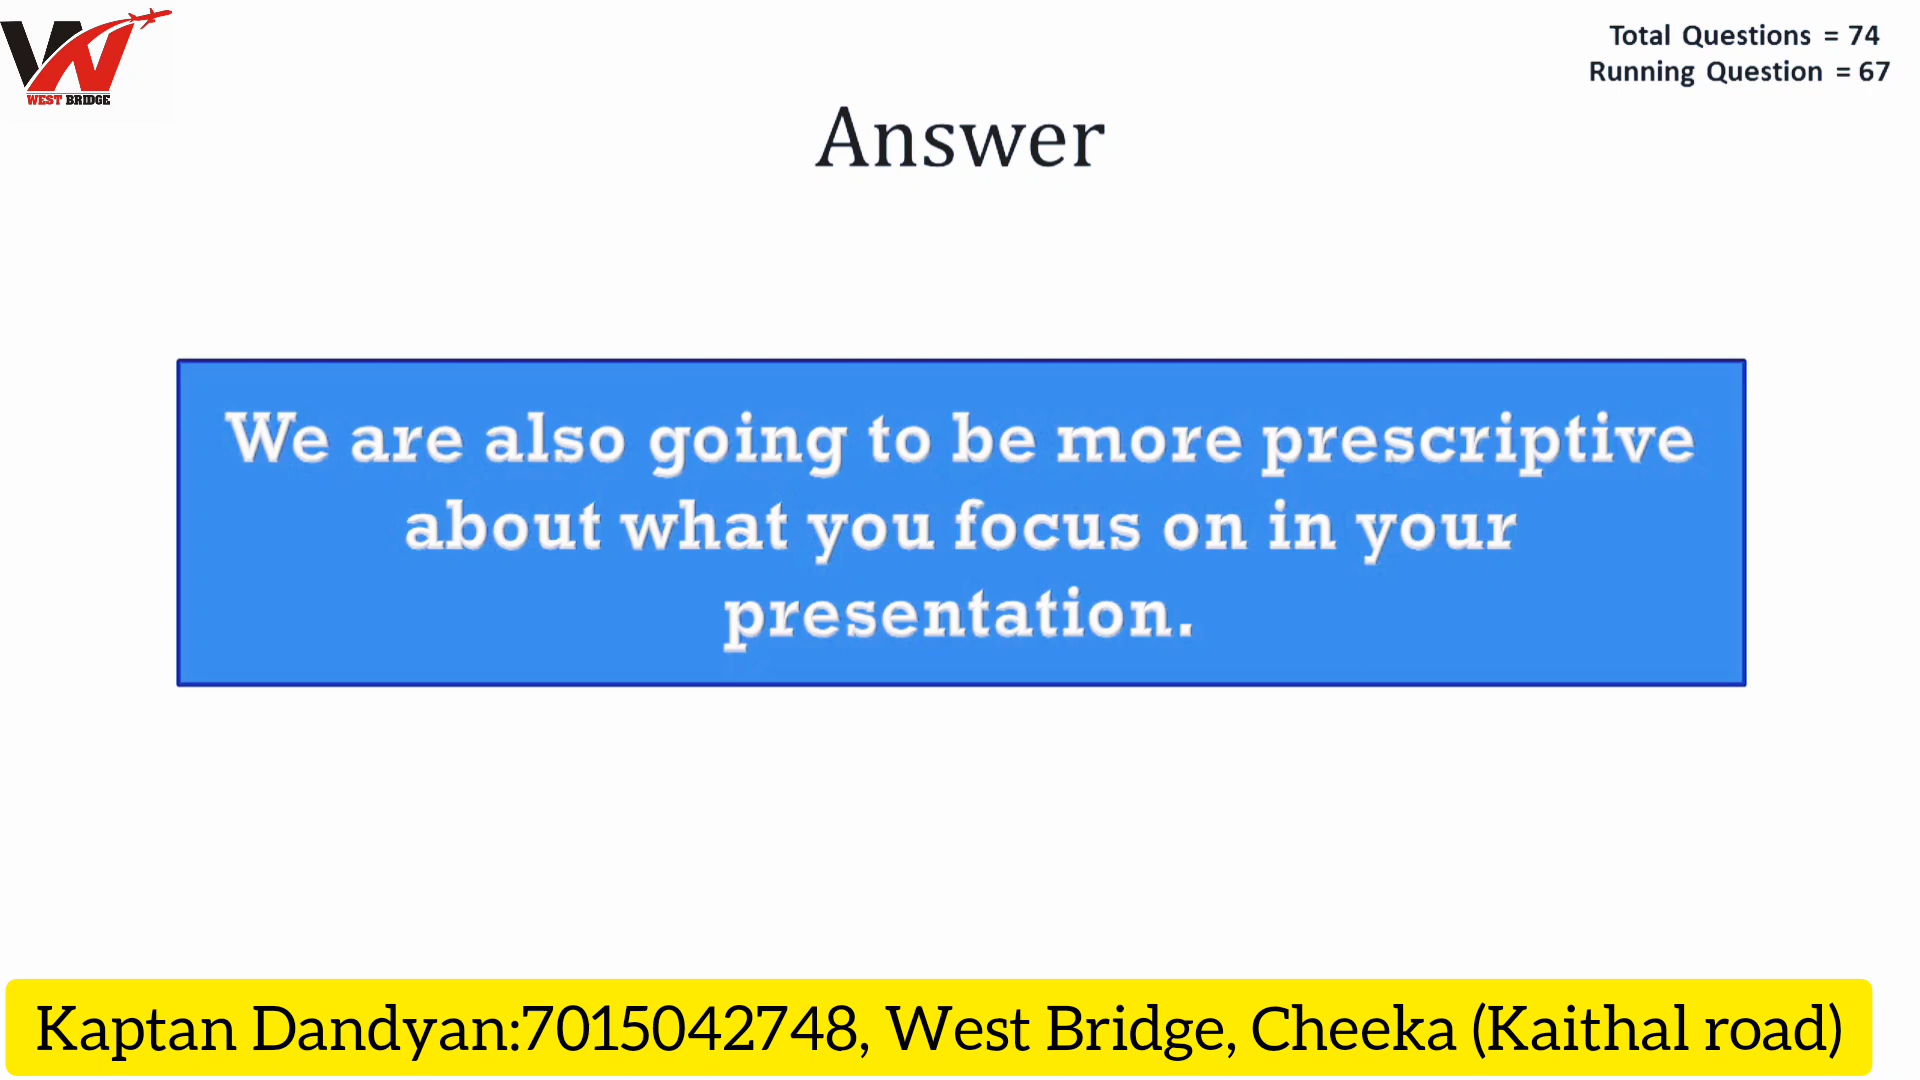 WEST BRIDGE
Total Questions = 74
Running Question = 67
Answer
We are also going to be more prescriptive
about what you focus on in your
presentation.
Kaptan Dandyan:7015042748, West Bridge, Cheeka (Kaithal road)